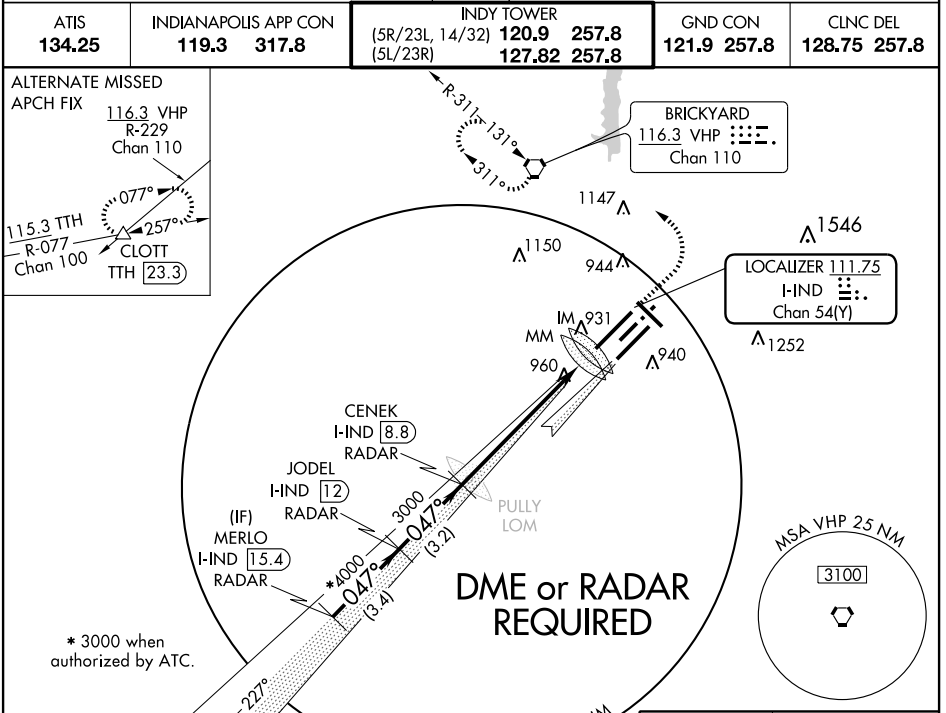 ATIS
134.25
INDIANAPOLIS APP CON
119.3 317.8
INDY TOWER
(5R/23L, 14/32) 120.9 257.8
(5L/23R) 127.82 257.8
GND CON
121.9 257.8
CLNC DEL
128.75 257.8
ALTERNATE MISSED
APCH FIX
116.3 VHP
R-229
Chan 110
077°
257°
115.3 TTH
R-077
Chan 100
CLOTT
TTH 23.3
R-311
131°
311°
BRICKYARD
116.3 VHP
Chan 110
1147
1546
1150
944
LOCALIZER 111.75
I-IND
Chan 54(Y)
IM
931
MM
1252
940
960
CENEK
I-IND 8.8
RADAR
JODEL
I-IND 12
RADAR
(IF)
MERLO
I-IND 15.4
RADAR
3000
047°
(3.2)
PULLY
LOM
*4000
047°
(3.4)
DME or RADAR
REQUIRED
MSA VHP 25 NM
3100
* 3000 when
authorized by ATC.
227°